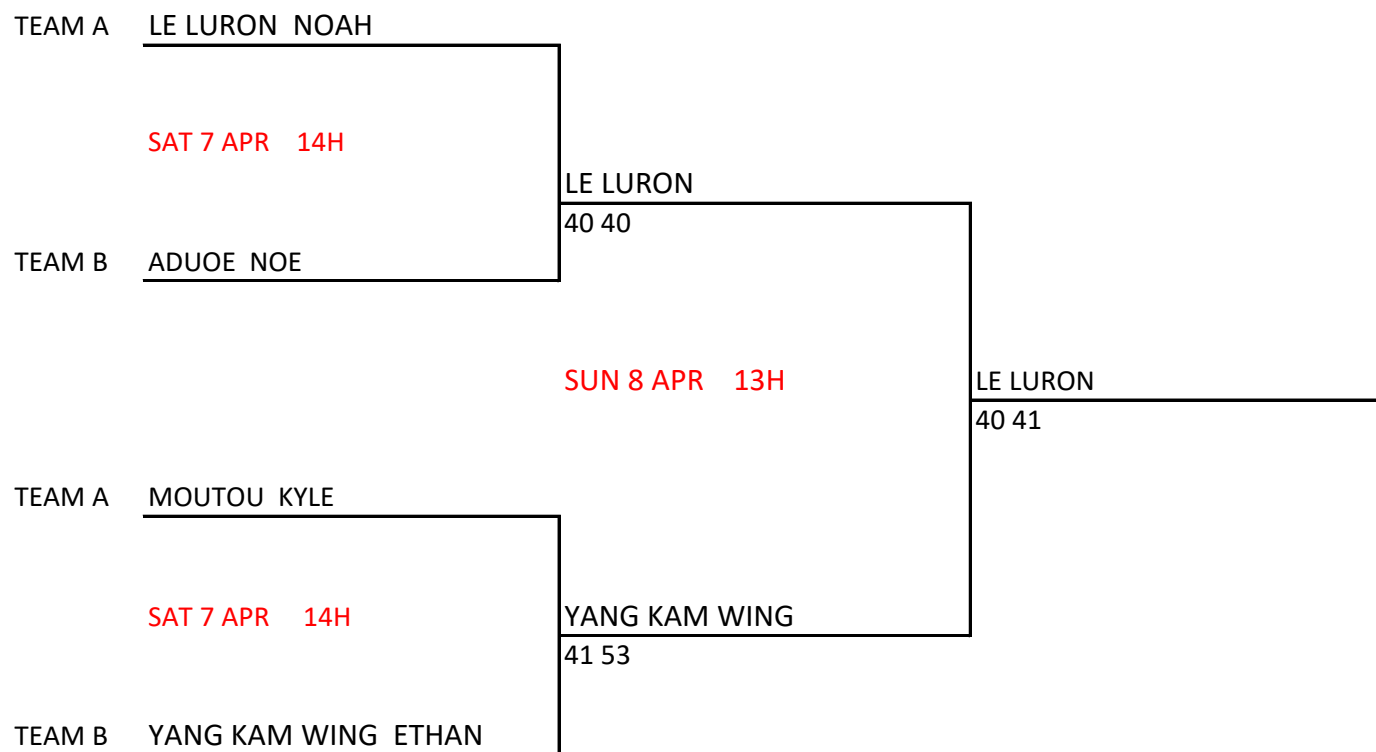 TEAM A LE LURON NOAH
SAT 7 APR 14H
LE LURON
40 40
TEAM B ADUOE NOE
SUN 8 APR 13H
LE LURON
40 41
TEAM A MOUTOU KYLE
SAT 7 APR 14H
YANG KAM WING
41 53
TEAM B YANG KAM WING ETHAN